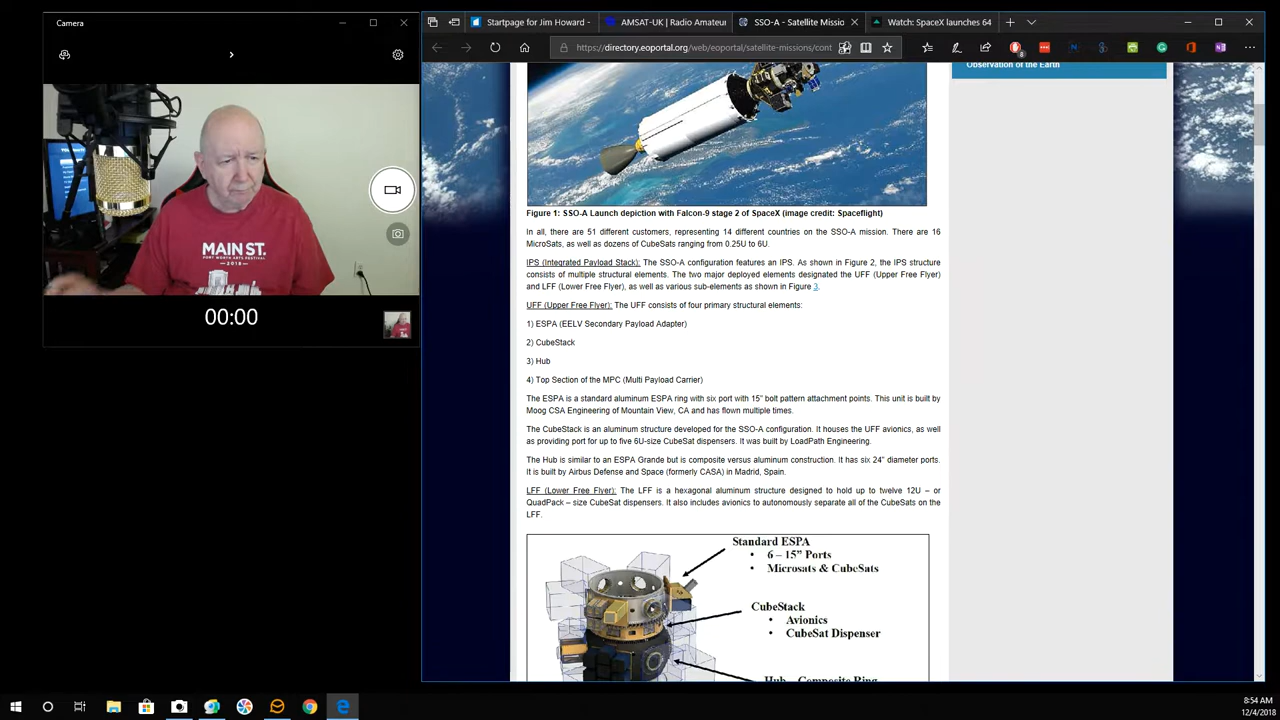 Camera
Startpage for Jim Howard -
AMSAT-UK | Radio Amateu
SSO-A - Satellite Missio
Watch: SpaceX launches 64
https://directory.eoportal.org/web/eoportal/satellite-missions/cont
8
Observation of the Earth
MAIN ST.
FORT WORTH ARTS FESTIVAL
2018
00:00
Figure 1: SSO-A Launch depiction with Falcon-9 stage 2 of SpaceX (image credit: Spaceflight)
In all, there are 51 different customers, representing 14 different countries on the SSO-A mission. There are 16
MicroSats, as well as dozens of CubeSats ranging from 0.25U to 6U.
IPS (Integrated Payload Stack): The SSO-A configuration features an IPS. As shown in Figure 2, the IPS structure
consists of multiple structural elements. The two major deployed elements designated the UFF (Upper Free Flyer)
and LFF (Lower Free Flyer), as well as various sub-elements as shown in Figure 3.
UFF (Upper Free Flyer): The UFF consists of four primary structural elements:
1) ESPA (EELV Secondary Payload Adapter)
2) CubeStack
3) Hub
4) Top Section of the MPC (Multi Payload Carrier)
The ESPA is a standard aluminum ESPA ring with six port with 15” bolt pattern attachment points. This unit is built by
Moog CSA Engineering of Mountain View, CA and has flown multiple times.
The CubeStack is an aluminum structure developed for the SSO-A configuration. It houses the UFF avionics, as well
as providing port for up to five 6U-size CubeSat dispensers. It was built by LoadPath Engineering.
The Hub is similar to an ESPA Grande but is composite versus aluminum construction. It has six 24” diameter ports.
It is built by Airbus Defense and Space (formerly CASA) in Madrid, Spain.
LFF (Lower Free Flyer): The LFF is a hexagonal aluminum structure designed to hold up to twelve 12U – or
QuadPack – size CubeSat dispensers. It also includes avionics to autonomously separate all of the CubeSats on the
LFF.
Standard ESPA
• 6 – 15” Ports
• Microsats & CubeSats
CubeStack
• Avionics
• CubeSat Dispenser
Hub – Composite Ring
8:54 AM
12/4/2018